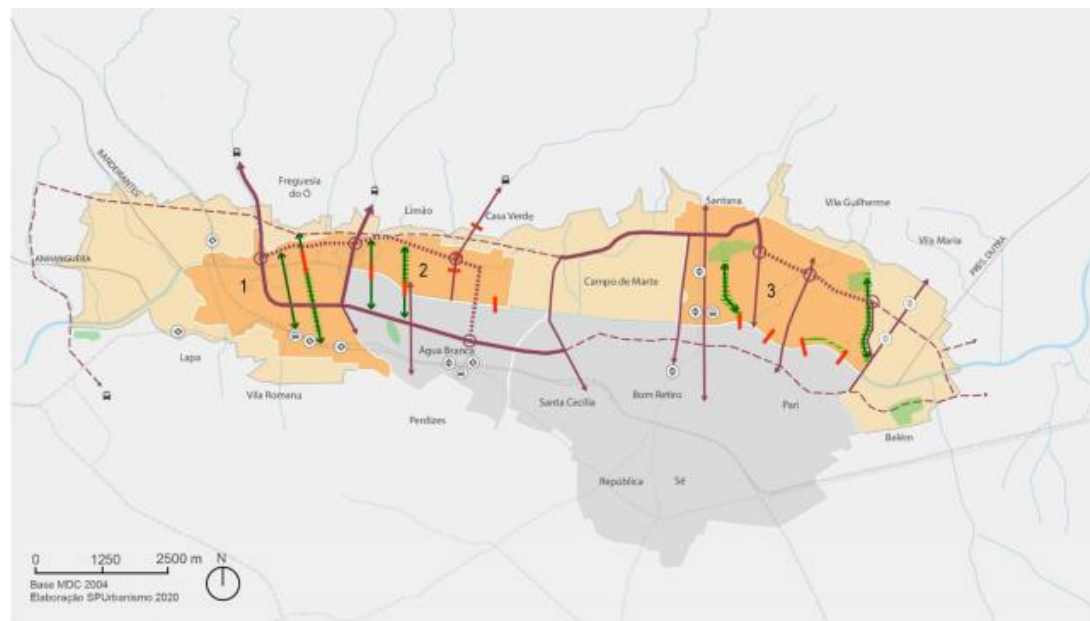 BANDEIRANTES
Freguesia
do Ó
Limão
Casa Verde
Santana
Vila Guilherme
Vila Maria
PRES. DUTRA
ANHANGUERA
1
2
3
Campo de Marte
Lapa
Vila Romana
Água Branca
Perdizes
Santa Cecília
Bom Retiro
Pari
Belém
República
Sé
0 1250 2500 m N
Base MDC 2004
Elaboração SPUrbanismo 2020